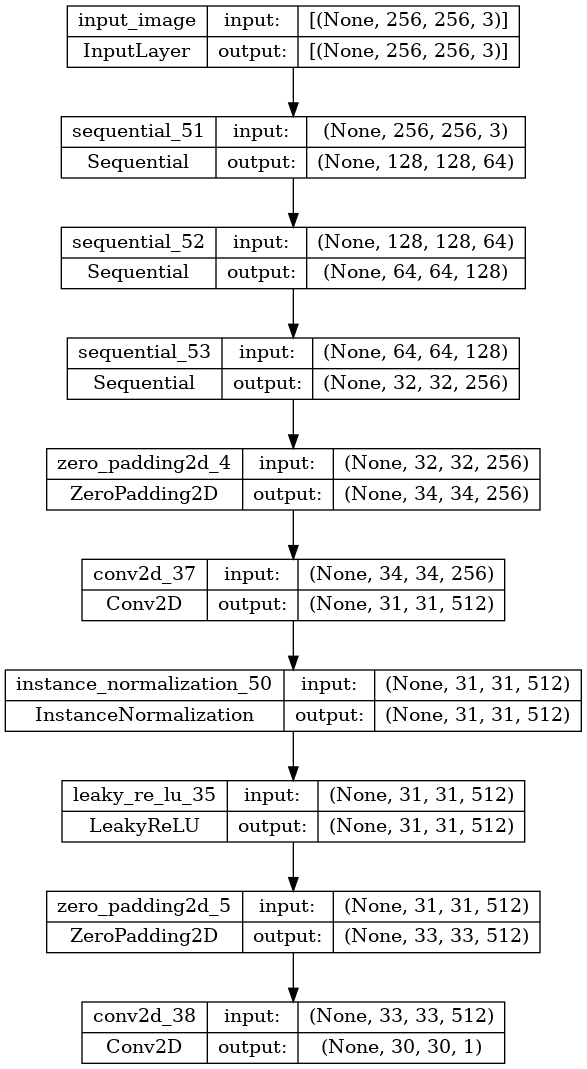 input_image input: [(None, 256, 256, 3)]
InputLayer output: [(None, 256, 256, 3)]
sequential_51 input: (None, 256, 256, 3)
Sequential output: (None, 128, 128, 64)
sequential_52 input: (None, 128, 128, 64)
Sequential output: (None, 64, 64, 128)
sequential_53 input: (None, 64, 64, 128)
Sequential output: (None, 32, 32, 256)
zero_padding2d_4 input: (None, 32, 32, 256)
ZeroPadding2D output: (None, 34, 34, 256)
conv2d_37 input: (None, 34, 34, 256)
Conv2D output: (None, 31, 31, 512)
instance_normalization_50 input: (None, 31, 31, 512)
InstanceNormalization output: (None, 31, 31, 512)
leaky_re_lu_35 input: (None, 31, 31, 512)
LeakyReLU output: (None, 31, 31, 512)
zero_padding2d_5 input: (None, 31, 31, 512)
ZeroPadding2D output: (None, 33, 33, 512)
conv2d_38 input: (None, 33, 33, 512)
Conv2D output: (None, 30, 30, 1)